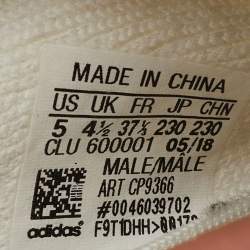 MADE IN CHINA
US UK FR JP CHN
5 4½ 37⅓ 230 230
CLU 600001 05/18
MALE/MÂLE
ART CP9366
#0046039702
adidas